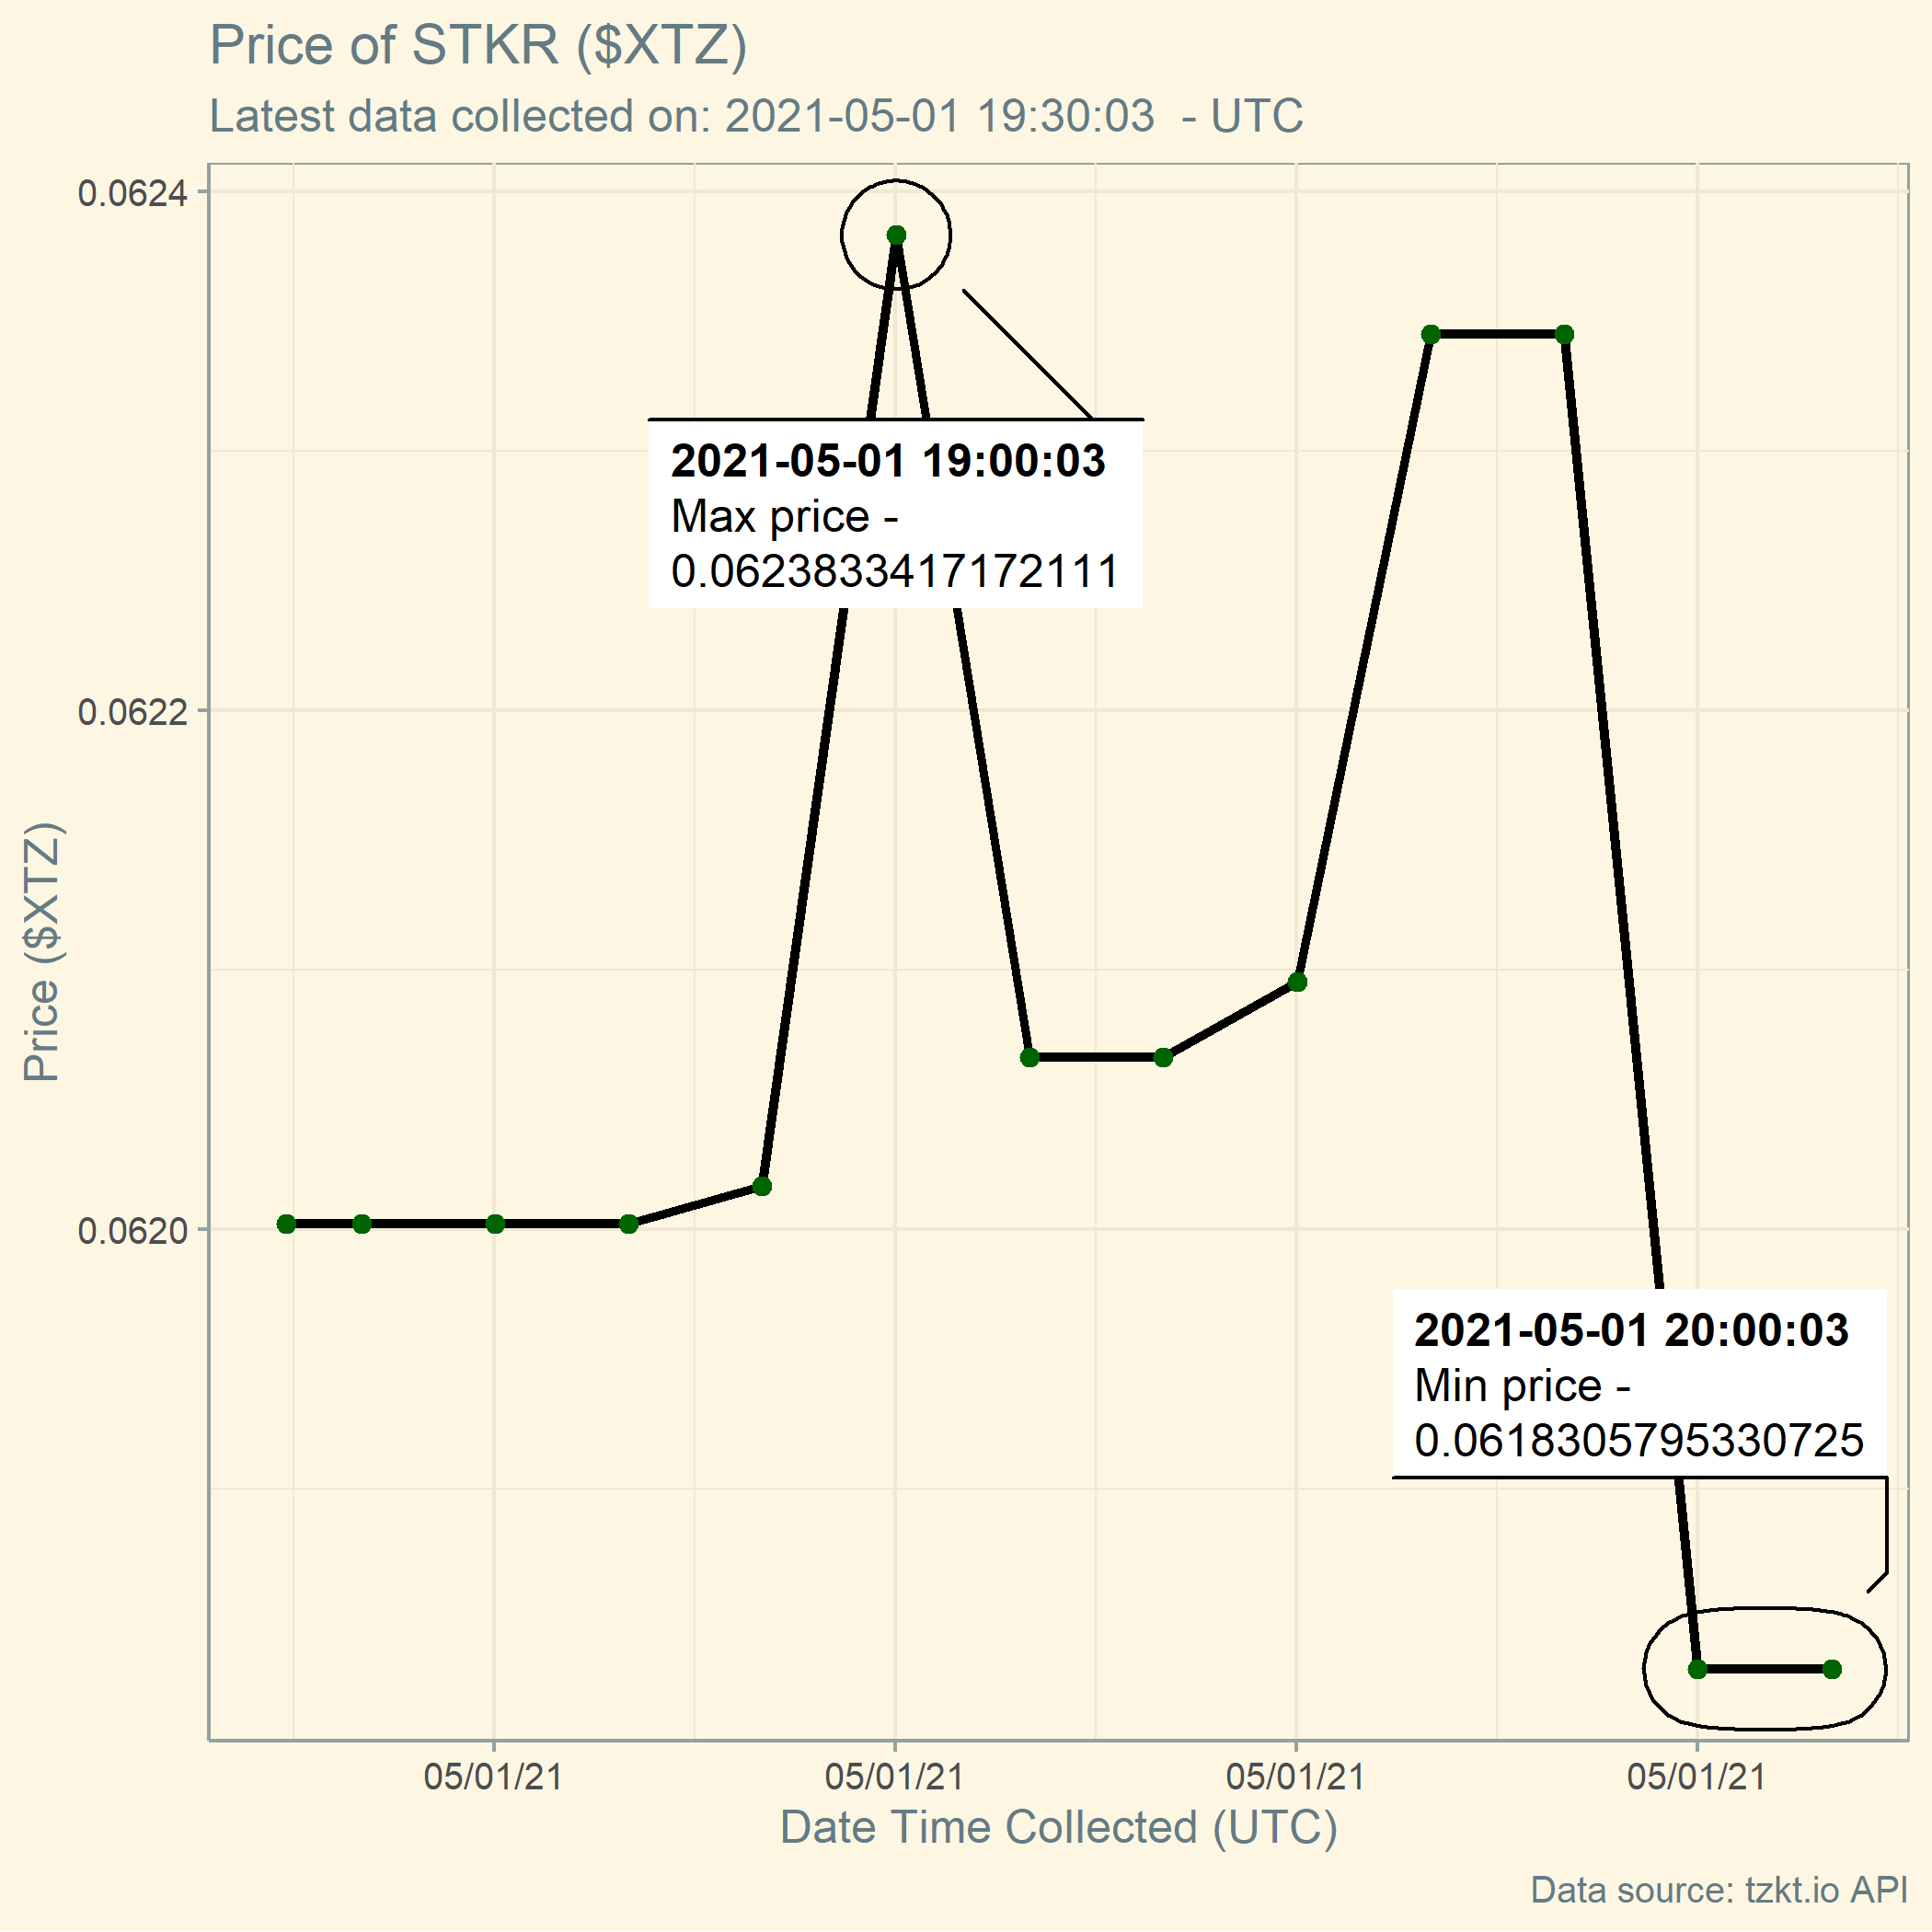 Price of STKR ($XTZ)
Latest data collected on: 2021-05-01 19:30:03  - UTC
0.0624
0.0622
0.0620
Price ($XTZ)
2021-05-01 19:00:03
Max price -
0.0623833417172111
2021-05-01 20:00:03
Min price -
0.0618305795330725
05/01/21
05/01/21
05/01/21
05/01/21
Date Time Collected (UTC)
Data source: tzkt.io API